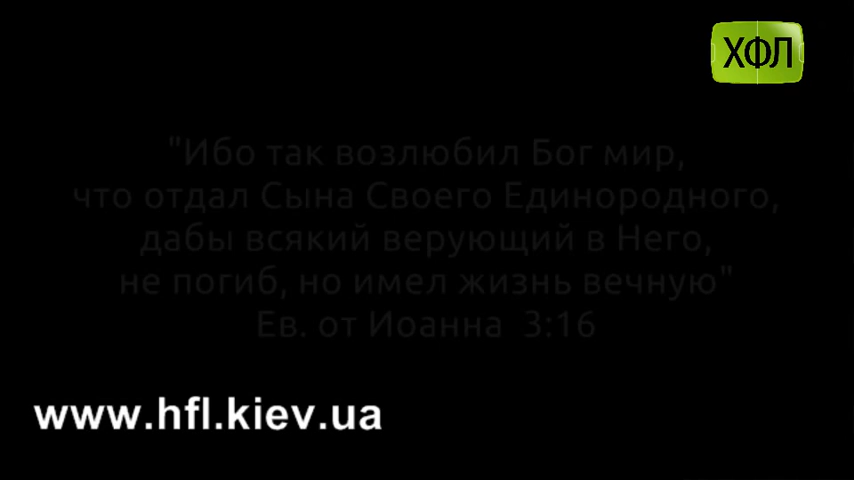 ХФЛ
"Ибо так возлюбил Бог мир,
что отдал Сына Своего Единородного,
дабы всякий верующий в Него,
не погиб, но имел жизнь вечную"
Ев. от Иоанна 3:16
www.hfl.kiev.ua